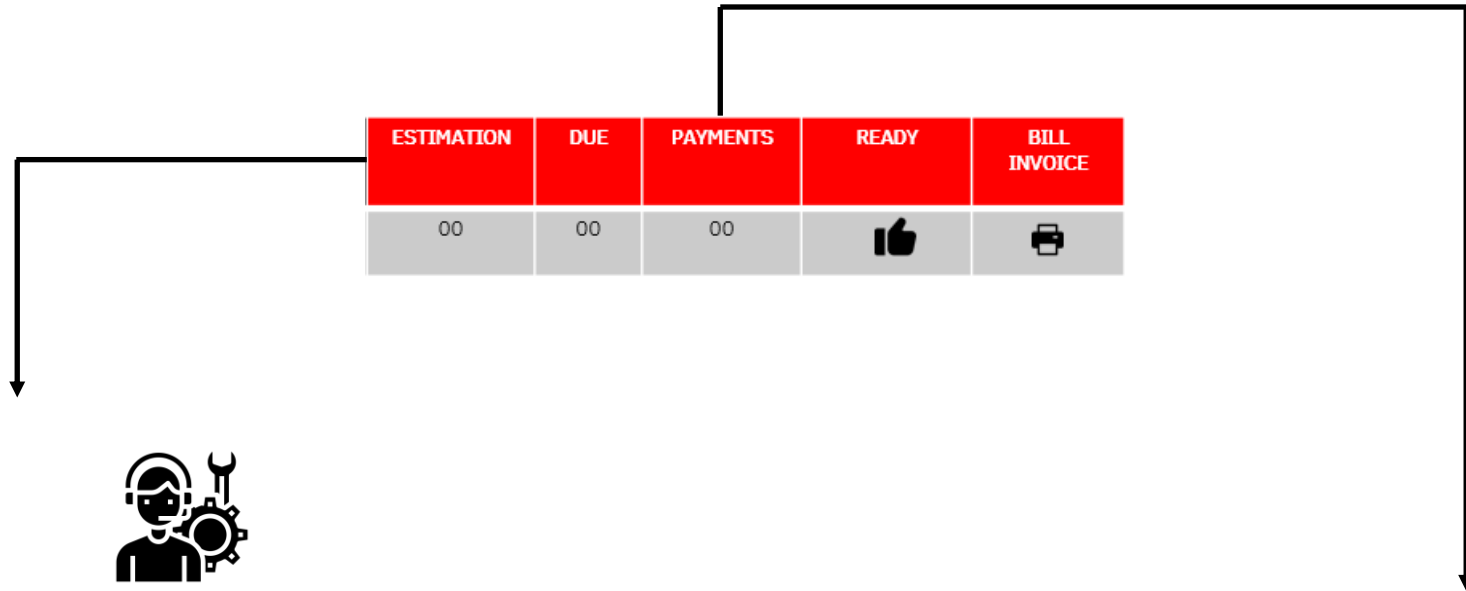 ESTIMATION DUE PAYMENTS READY BILL INVOICE
00 00 00